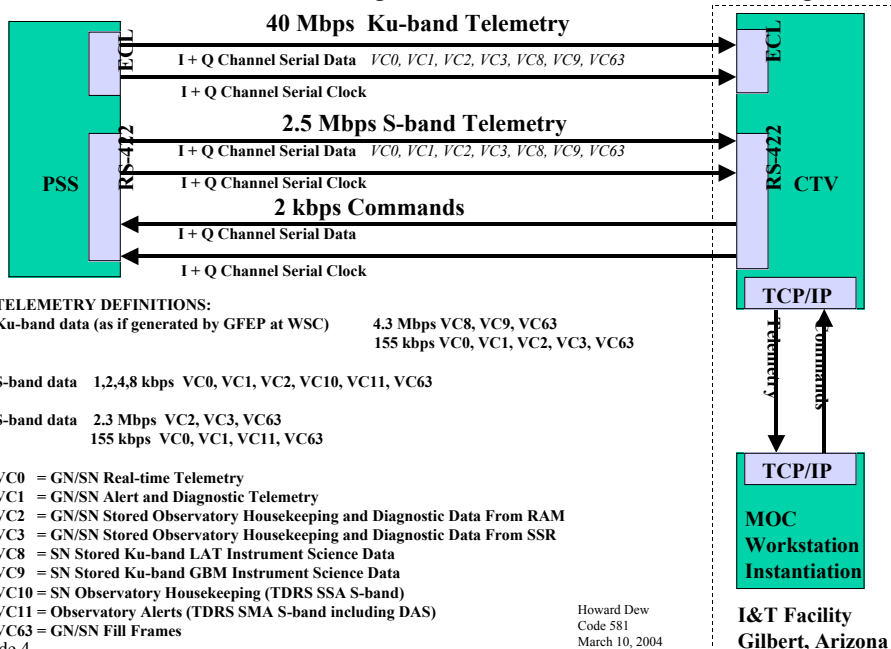 40 Mbps Ku-band Telemetry
ECL
ECL
I + Q Channel Serial Data VC0, VC1, VC2, VC3, VC8, VC9, VC63
I + Q Channel Serial Clock
2.5 Mbps S-band Telemetry
RS-422
RS-422
I + Q Channel Serial Data VC0, VC1, VC2, VC3, VC8, VC9, VC63
PSS
I + Q Channel Serial Clock
CTV
2 kbps Commands
I + Q Channel Serial Data
I + Q Channel Serial Clock
TCP/IP
TELEMETRY DEFINITIONS:
Ku-band data (as if generated by GFEP at WSC) 4.3 Mbps VC8, VC9, VC63
155 kbps VC0, VC1, VC2, VC3, VC63
Telemetry
Commands
S-band data 1,2,4,8 kbps VC0, VC1, VC2, VC10, VC11, VC63
S-band data 2.3 Mbps VC2, VC3, VC63
155 kbps VC0, VC1, VC11, VC63
TCP/IP
VC0 = GN/SN Real-time Telemetry
VC1 = GN/SN Alert and Diagnostic Telemetry
VC2 = GN/SN Stored Observatory Housekeeping and Diagnostic Data From RAM
VC3 = GN/SN Stored Observatory Housekeeping and Diagnostic Data From SSR
VC8 = SN Stored Ku-band LAT Instrument Science Data
VC9 = SN Stored Ku-band GBM Instrument Science Data
VC10 = SN Observatory Housekeeping (TDRS SSA S-band)
VC11 = Observatory Alerts (TDRS SMA S-band including DAS)
VC63 = GN/SN Fill Frames
MOC
Workstation
Instantiation
Howard Dew
Code 581
March 10, 2004
I&T Facility
Gilbert, Arizona